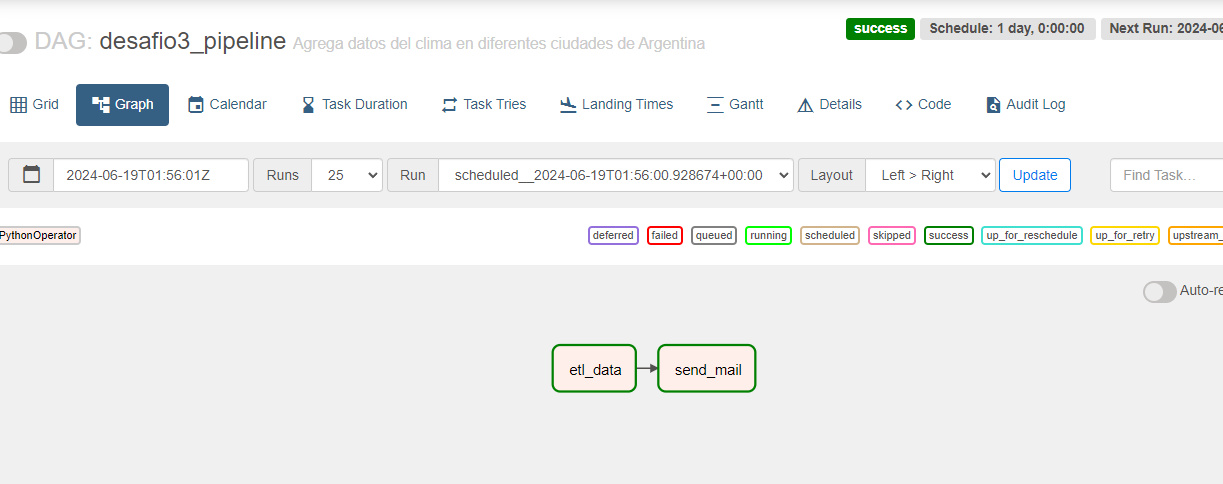 DAG: desafio3_pipeline Agrega datos del clima en diferentes ciudades de Argentina success Schedule: 1 day, 0:00:00 Next Run: 2024-06
Grid Graph Calendar Task Duration Task Tries Landing Times Gantt Details Code Audit Log
2024-06-19T01:56:01Z Runs 25 Run scheduled__2024-06-19T01:56:00.928674+00:00 Layout Left > Right Update Find Task...
PythonOperator deferred failed queued running scheduled skipped success up_for_reschedule up_for_retry upstream_
Auto-re
etl_data send_mail